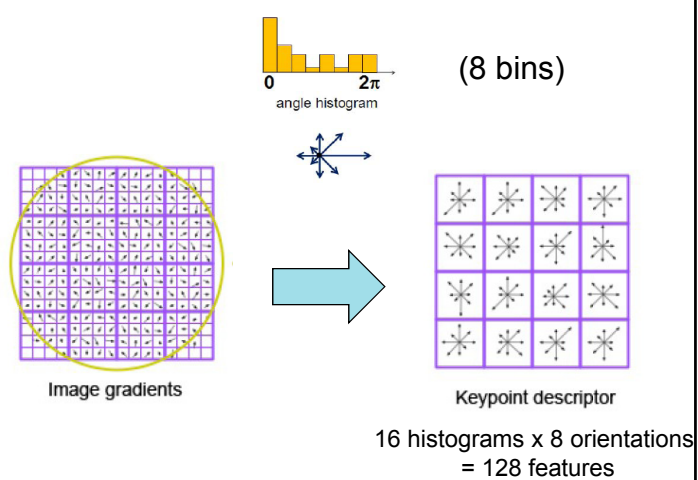 (8 bins)
0 2π
angle histogram
Image gradients
Keypoint descriptor
16 histograms x 8 orientations
= 128 features